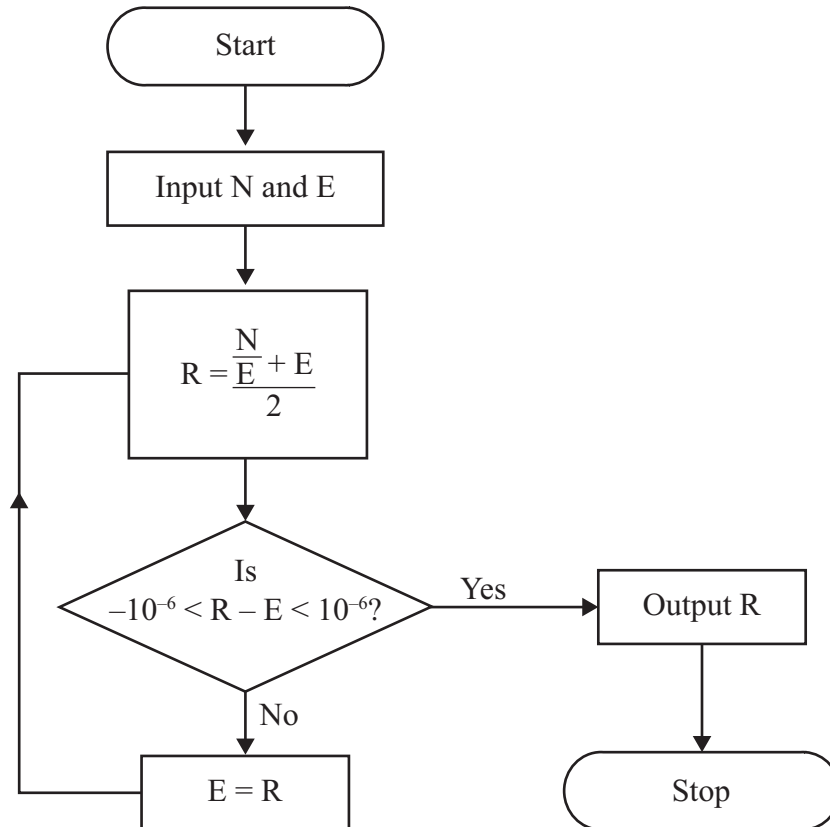 Start
Input N and E
R = (N/E + E)/2
Is
–10⁻⁶ < R – E < 10⁻⁶?
Yes
Output R
No
E = R
Stop